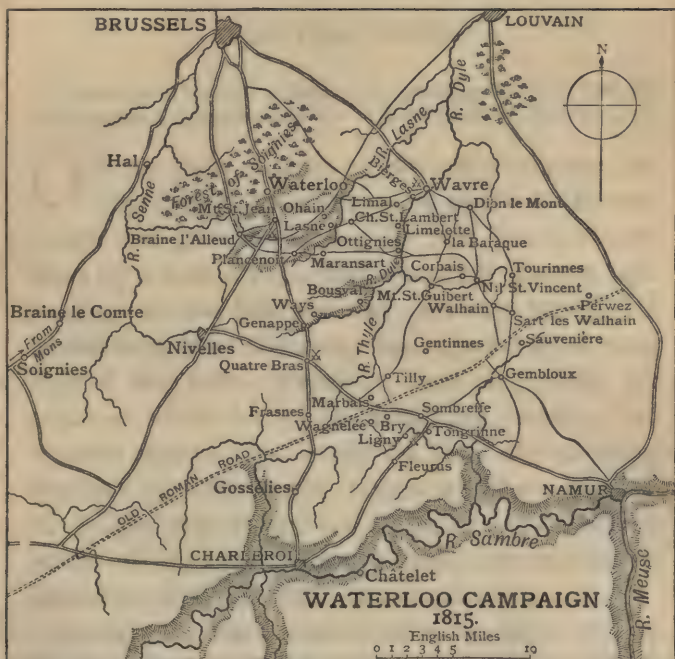 BRUSSELS
LOUVAIN
N
R. Dyle
R. Lasne
Hal
Forest of Soignies
R. Senne
Waterloo
Bierges
Wavre
Mt. St. Jean
Ohain
Limal
Dion le Mont
Lasne
Ch. St. Lambert
Limelotte
Braine l'Alleud
Ottignies
la Baraque
Plancenoit
Maransart
R. Dyle
Corbais
Tourinnes
Bousval
Mt. St. Guibert
N.t St. Vincent
Braine le Comte
Ways
Walhain
Perwez
Genappe
Sart les Walhain
From Mons
Nivelles
R. Thyle
Gentinnes
Sauvenière
Soignies
Quatre Bras
Tilly
Gembloux
Marbais
Frasnes
Sombreffe
Wagnelée
Bry
Ligny
Tongrinne
OLD ROMAN ROAD
Fleurus
Gosselies
NAMUR
CHARLEROI
R. Sambre
Châtelet
R. Meuse
WATERLOO CAMPAIGN
1815.
English Miles
0 1 2 3 4 5 10